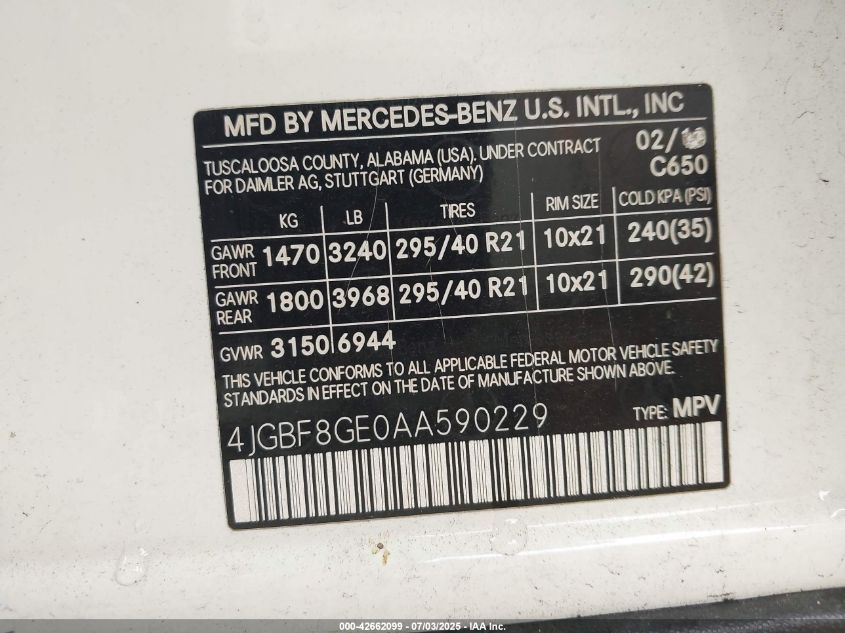 MFD BY MERCEDES-BENZ U.S. INTL., INC
TUSCALOOSA COUNTY, ALABAMA (USA). UNDER CONTRACT
FOR DAIMLER AG, STUTTGART (GERMANY)
02/
C650
KG LB TIRES RIM SIZE COLD KPA (PSI)
GAWR FRONT 1470 3240 295/40 R21 10x21 240(35)
GAWR REAR 1800 3968 295/40 R21 10x21 290(42)
GVWR 3150 6944
THIS VEHICLE CONFORMS TO ALL APPLICABLE FEDERAL MOTOR VEHICLE SAFETY
STANDARDS IN EFFECT ON THE DATE OF MANUFACTURE SHOWN ABOVE.
4JGBF8GE0AA590229 TYPE: MPV
000-42662099 - 07/03/2025 - IAA Inc.